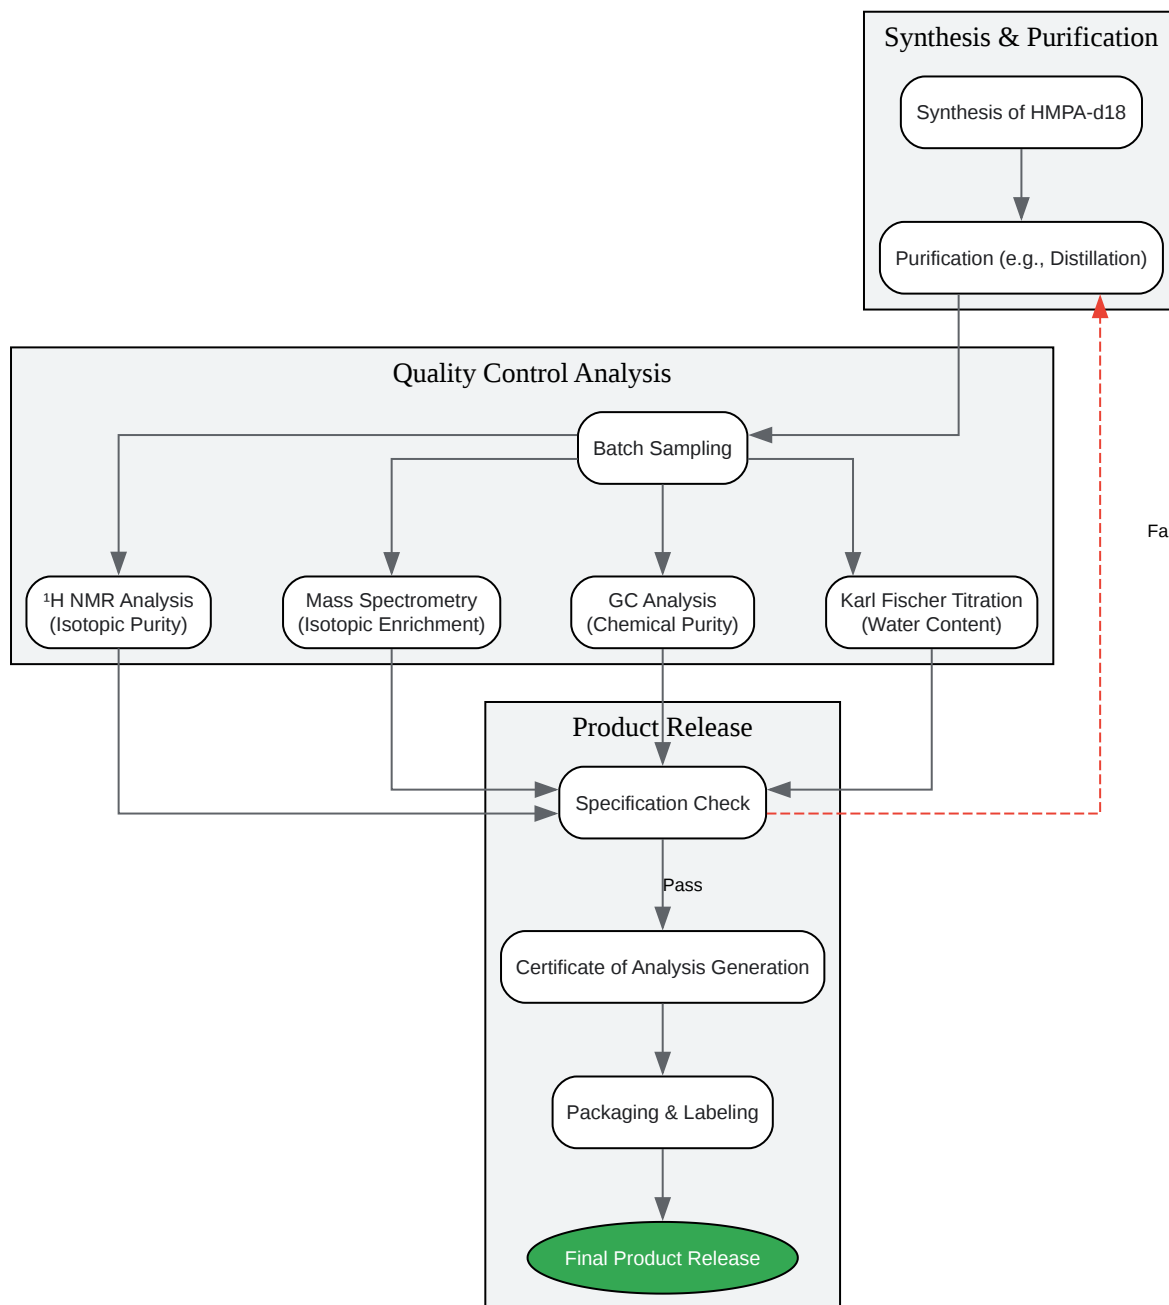 Synthesis & Purification
Synthesis of HMPA-d18
Purification (e.g., Distillation)
Quality Control Analysis
Batch Sampling
Fa
¹H NMR Analysis
(Isotopic Purity)
Mass Spectrometry
(Isotopic Enrichment)
GC Analysis
(Chemical Purity)
Karl Fischer Titration
(Water Content)
Product Release
Specification Check
Pass
Certificate of Analysis Generation
Packaging & Labeling
Final Product Release